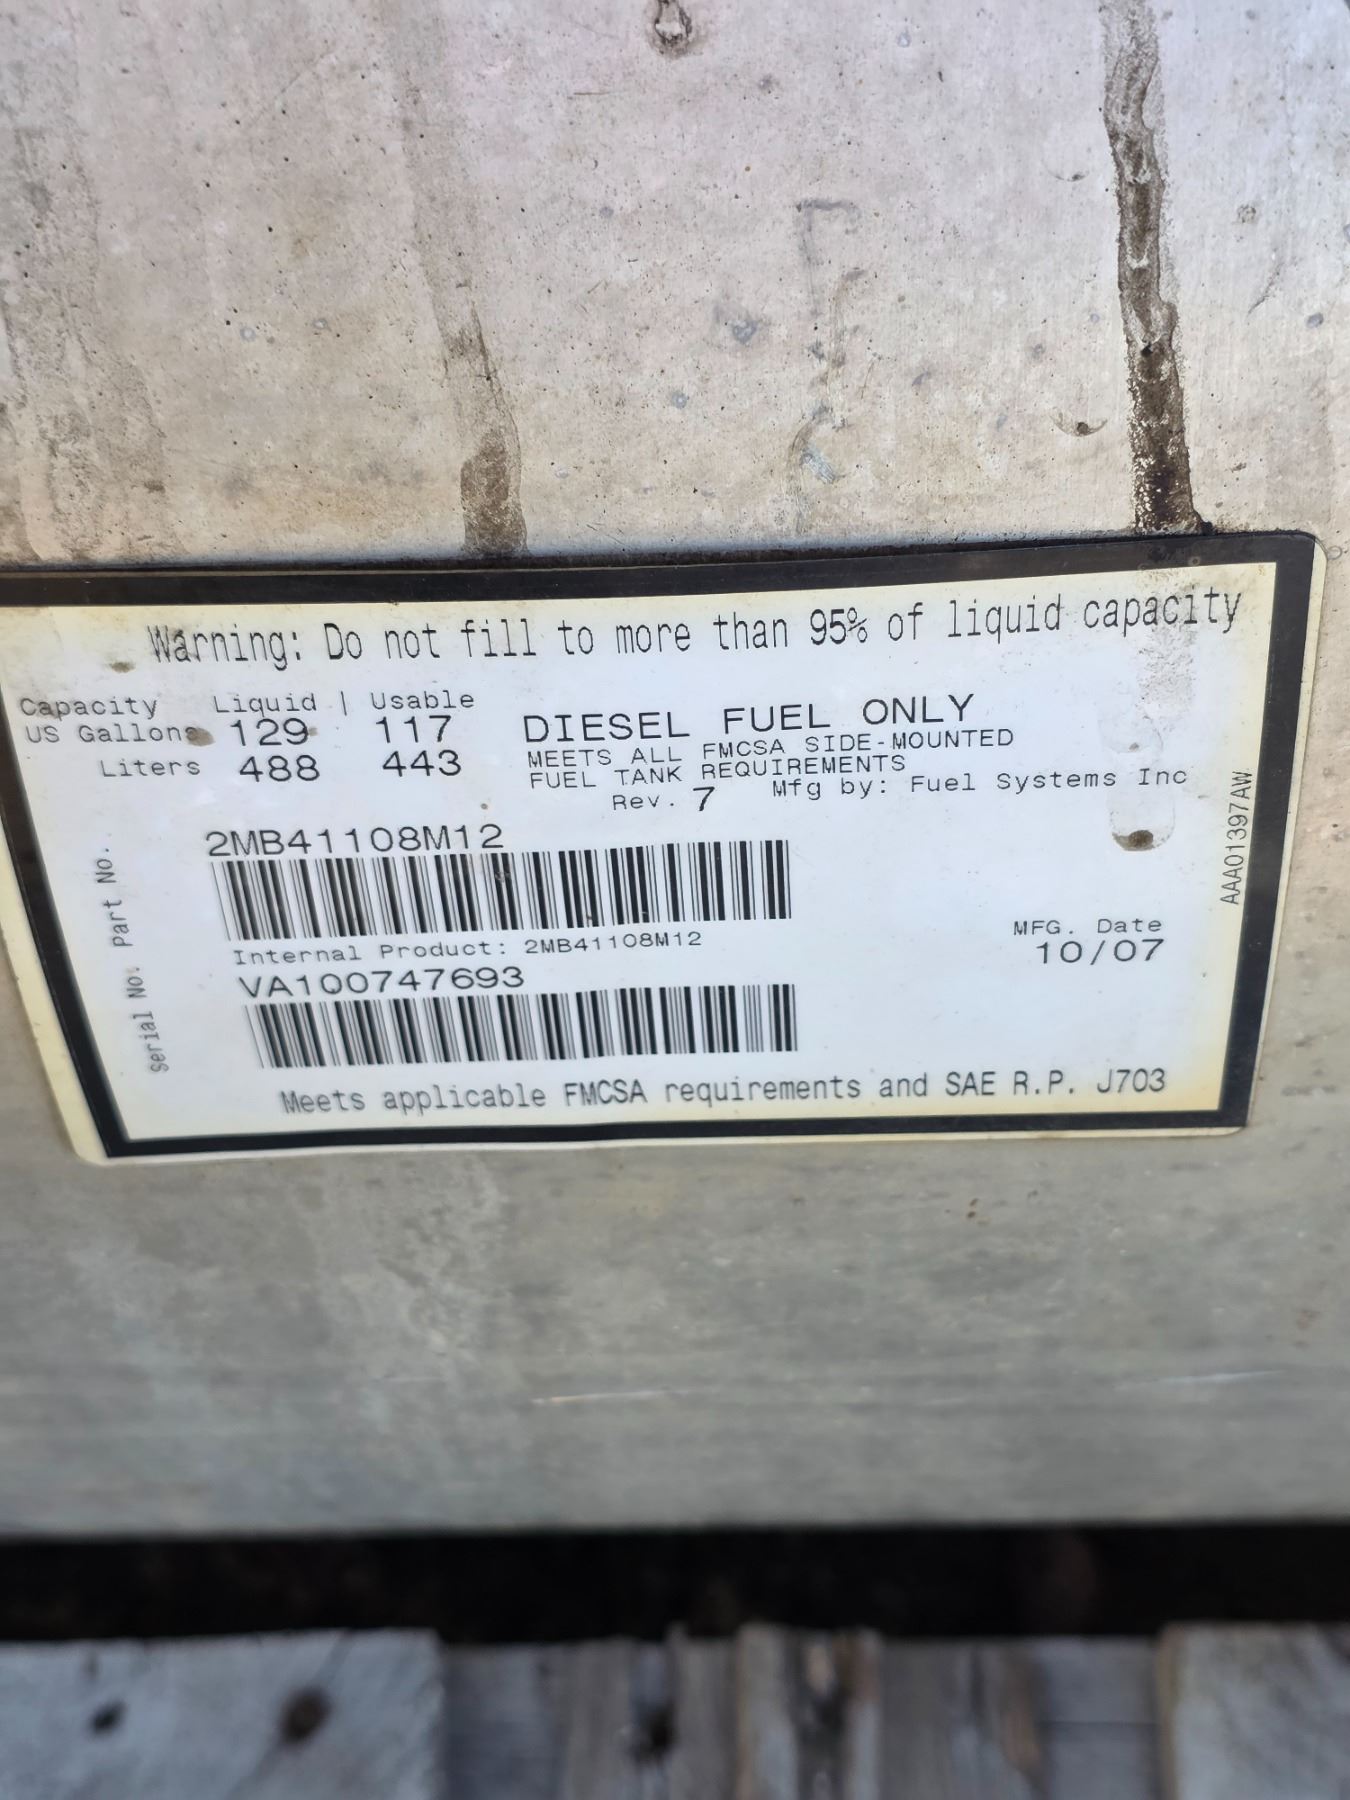 Warning: Do not fill to more than 95% of liquid capacity
Capacity Liquid | Usable
US Gallons 129 117
Liters 488 443
DIESEL FUEL ONLY
MEETS ALL FMCSA SIDE-MOUNTED
FUEL TANK REQUIREMENTS
Rev. 7 Mfg by: Fuel Systems Inc
AAA01397AW
Part No.
2MB41108M12
Internal Product: 2MB41108M12
Serial No.
VA100747693
MFG. Date
10/07
Meets applicable FMCSA requirements and SAE R.P. J703